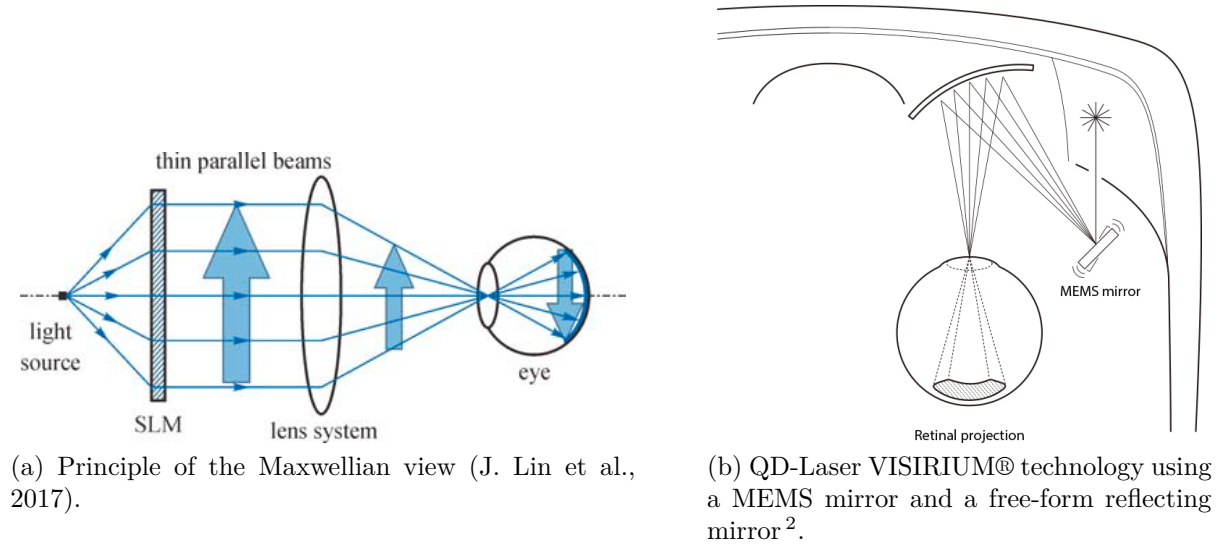 thin parallel beams
light
source
SLM
lens system
eye
(a) Principle of the Maxwellian view (J. Lin et al.,
2017).
MEMS mirror
Retinal projection
(b) QD-Laser VISIRIUM® technology using
a MEMS mirror and a free-form reflecting
mirror 2.